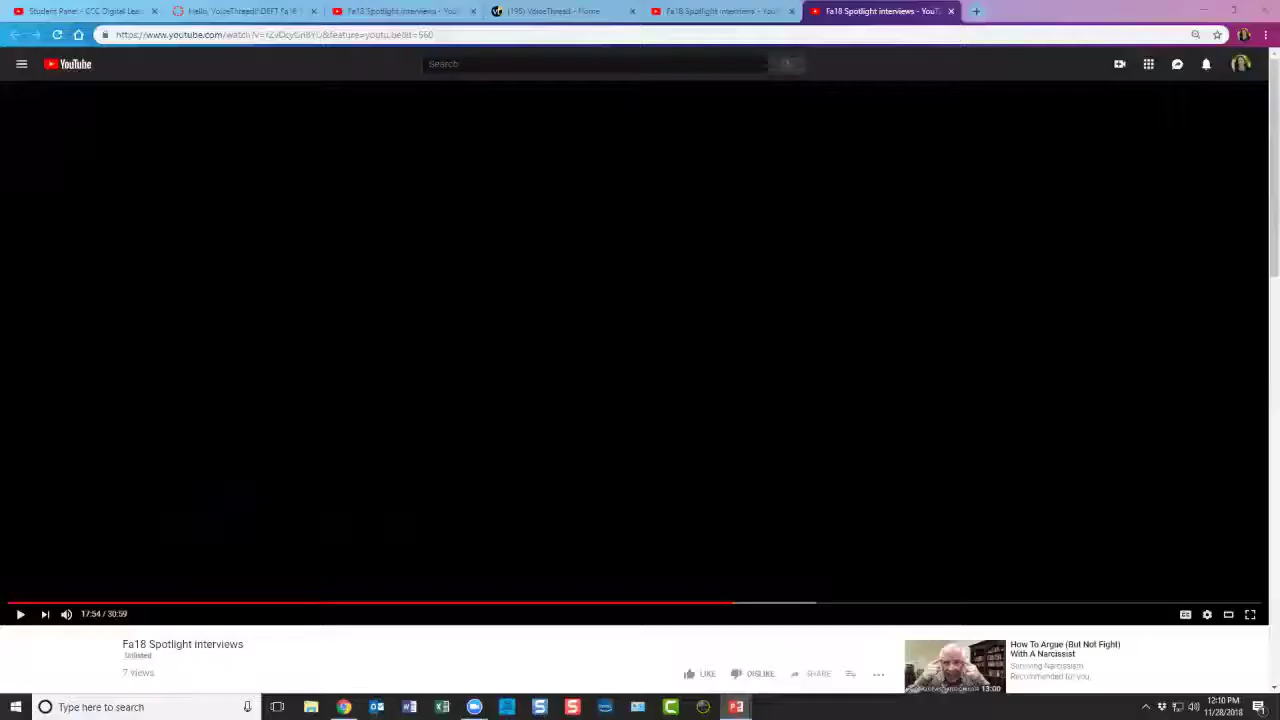 Student Panel - CCC Digital Lear
Hello, VoiceThread! DEFT Fa18
Fa18 Spotlight interviews - YouT
(195) VoiceThread - Home
Fa18 Spotlight interviews - YouT
Fa18 Spotlight interviews - YouT
YouTube
Search
17:54 / 30:59
Fa18 Spotlight interviews
Unlisted
7 views
LIKE
DISLIKE
SHARE
13:00
How To Argue (But Not Fight)
With A Narcissist
Surviving Narcissism
Recommended for you
Type here to search
12:10 PM
11/28/2018